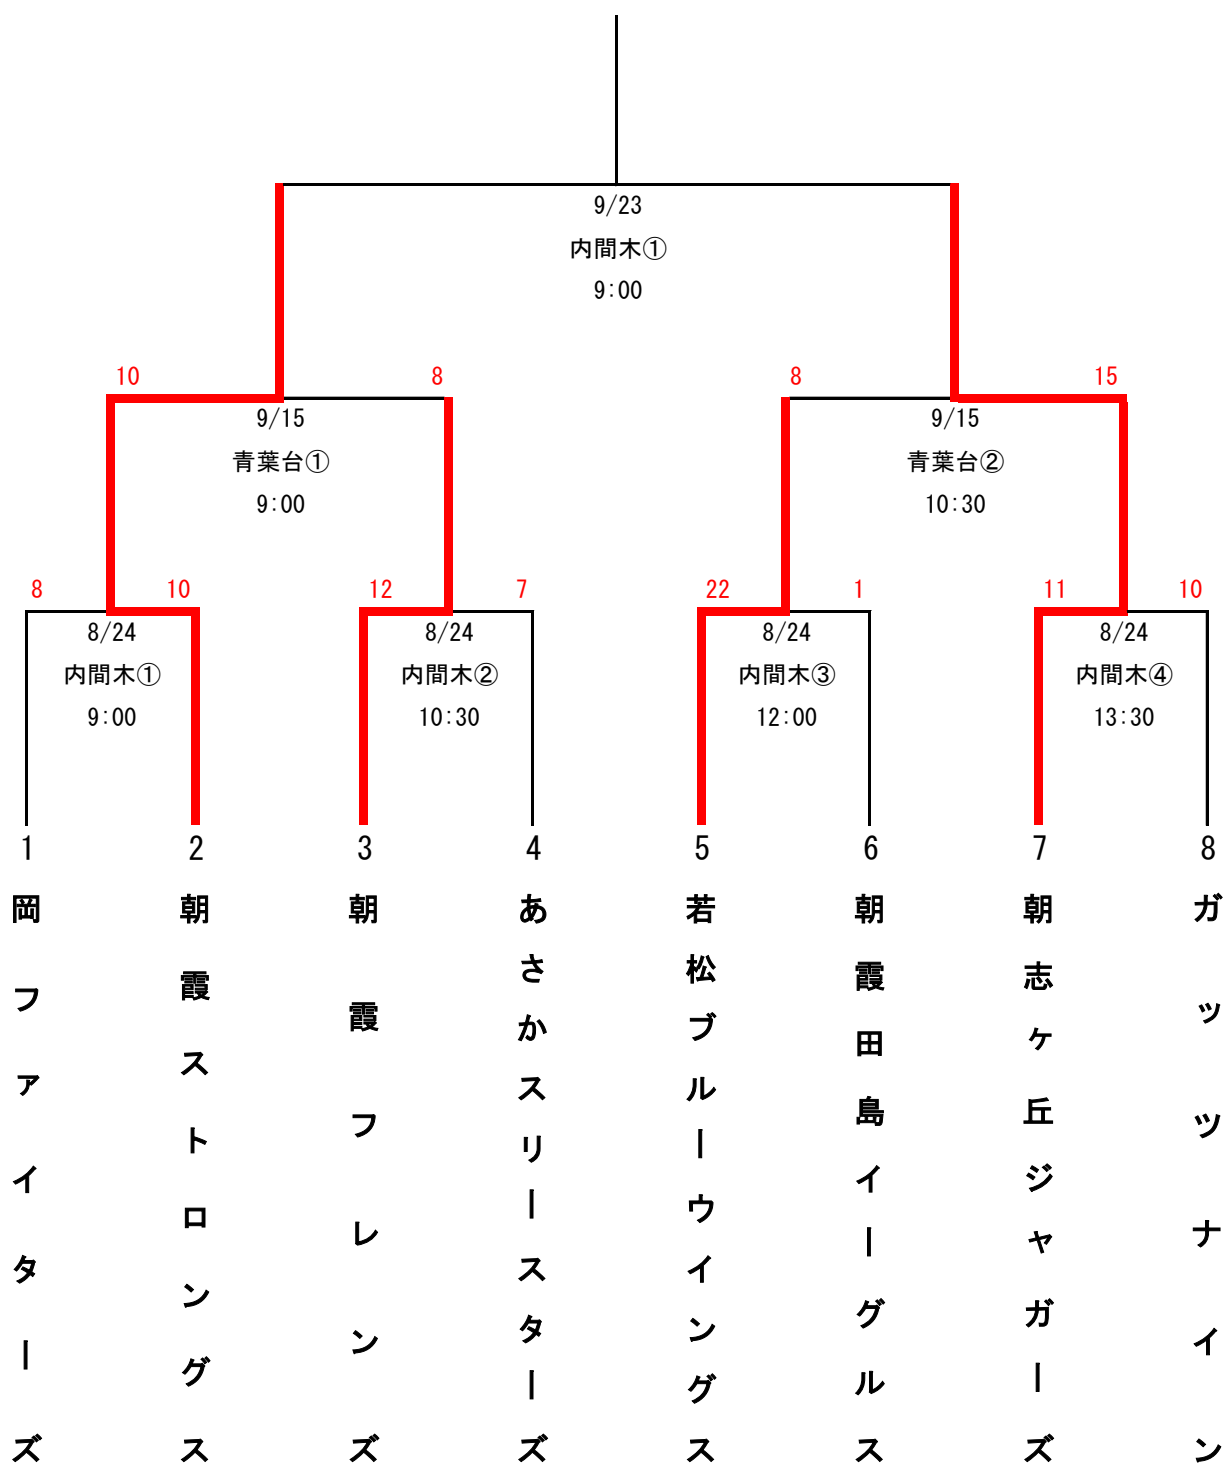 9/23
内間木①
9:00
10
8
8
15
9/15
青葉台①
9:00
9/15
青葉台②
10:30
8
10
12
7
22
1
11
10
8/24
内間木①
9:00
8/24
内間木②
10:30
8/24
内間木③
12:00
8/24
内間木④
13:30
1
岡ファイターズ
2
朝霞ストロングス
3
朝霞フレンズ
4
あさかスリースターズ
5
若松ブルーウイングス
6
朝霞田島イーグルス
7
朝志ヶ丘ジャガーズ
8
ガッツナイン